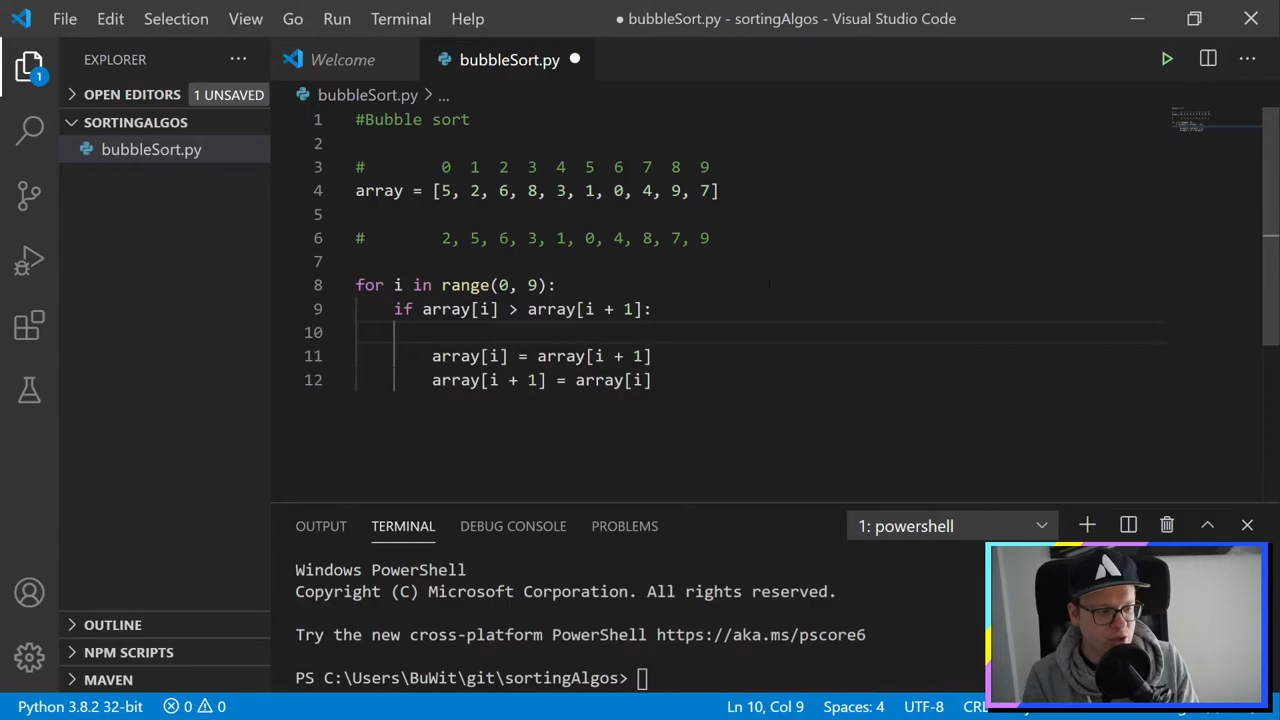 File Edit Selection View Go Run Terminal Help
● bubbleSort.py - sortingAlgos - Visual Studio Code
EXPLORER
Welcome
bubbleSort.py
1
OPEN EDITORS 1 UNSAVED
SORTINGALGOS
bubbleSort.py
bubbleSort.py > ...
1 #Bubble sort
2
3 # 0 1 2 3 4 5 6 7 8 9
4 array = [5, 2, 6, 8, 3, 1, 0, 4, 9, 7]
5
6 # 2, 5, 6, 3, 1, 0, 4, 8, 7, 9
7
8 for i in range(0, 9):
9 if array[i] > array[i + 1]:
10
11 array[i] = array[i + 1]
12 array[i + 1] = array[i]
OUTPUT TERMINAL DEBUG CONSOLE PROBLEMS 1: powershell
Windows PowerShell
Copyright (C) Microsoft Corporation. All rights reserved.
Try the new cross-platform PowerShell https://aka.ms/pscore6
PS C:\Users\BuWit\git\sortingAlgos>
OUTLINE
NPM SCRIPTS
MAVEN
Python 3.8.2 32-bit 0 0 Ln 10, Col 9 Spaces: 4 UTF-8